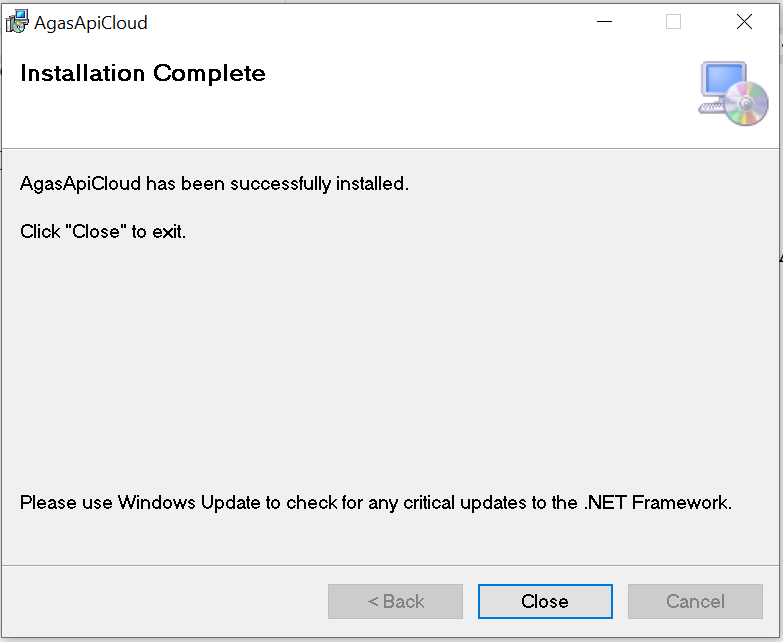 AgasApiCloud
Installation Complete
AgasApiCloud has been successfully installed.
Click "Close" to exit.
Please use Windows Update to check for any critical updates to the .NET Framework.
< Back
Close
Cancel